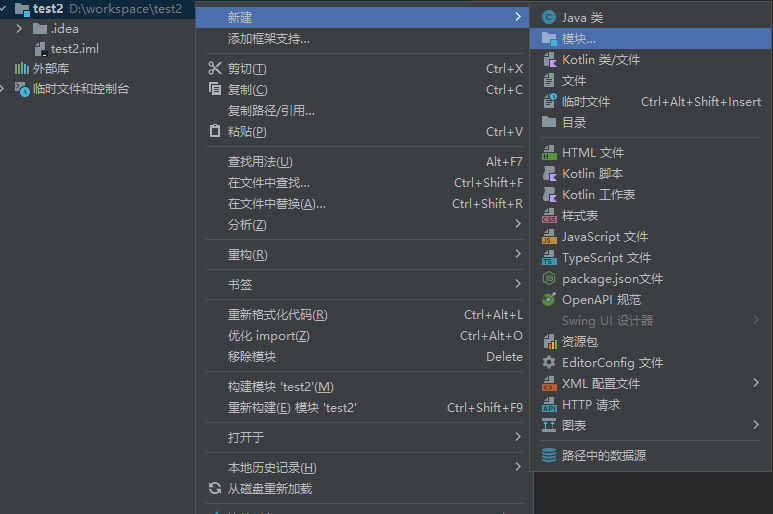 test2 D:\workspace\test2
.idea
test2.iml
外部库
临时文件和控制台
新建
添加框架支持...
剪切(T) Ctrl+X
复制(C) Ctrl+C
复制路径/引用...
粘贴(P) Ctrl+V
查找用法(U) Alt+F7
在文件中查找... Ctrl+Shift+F
在文件中替换(A)... Ctrl+Shift+R
分析(Z)
重构(R)
书签
重新格式化代码(R) Ctrl+Alt+L
优化 import(Z) Ctrl+Alt+O
移除模块 Delete
构建模块 'test2'(M)
重新构建(E) 模块 'test2' Ctrl+Shift+F9
打开于
本地历史记录(H)
从磁盘重新加载
Java 类
模块...
Kotlin 类/文件
文件
临时文件 Ctrl+Alt+Shift+Insert
目录
HTML 文件
Kotlin 脚本
Kotlin 工作表
样式表
JavaScript 文件
TypeScript 文件
package.json文件
OpenAPI 规范
Swing UI 设计器
资源包
EditorConfig 文件
XML 配置文件
HTTP 请求
图表
路径中的数据源